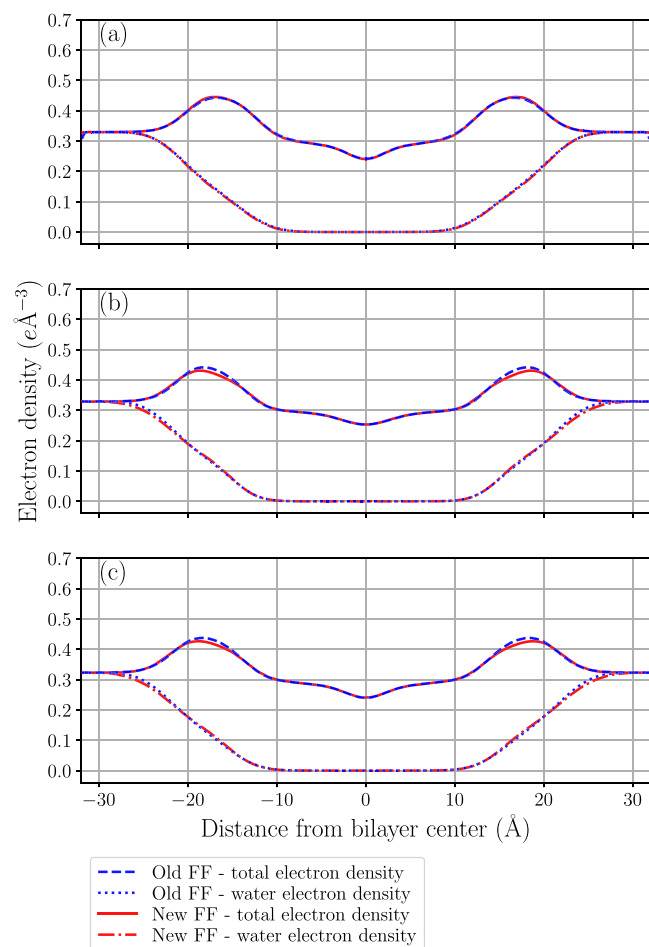 0.7
(a)
0.6
0.5
0.4
0.3
0.2
0.1
0.0
0.7
(b)
0.6
0.5
0.4
0.3
0.2
0.1
0.0
Electron density (eÅ−3)
0.7
(c)
0.6
0.5
0.4
0.3
0.2
0.1
0.0
−30 −20 −10 0 10 20 30
Distance from bilayer center (Å)
Old FF - total electron density
Old FF - water electron density
New FF - total electron density
New FF - water electron density